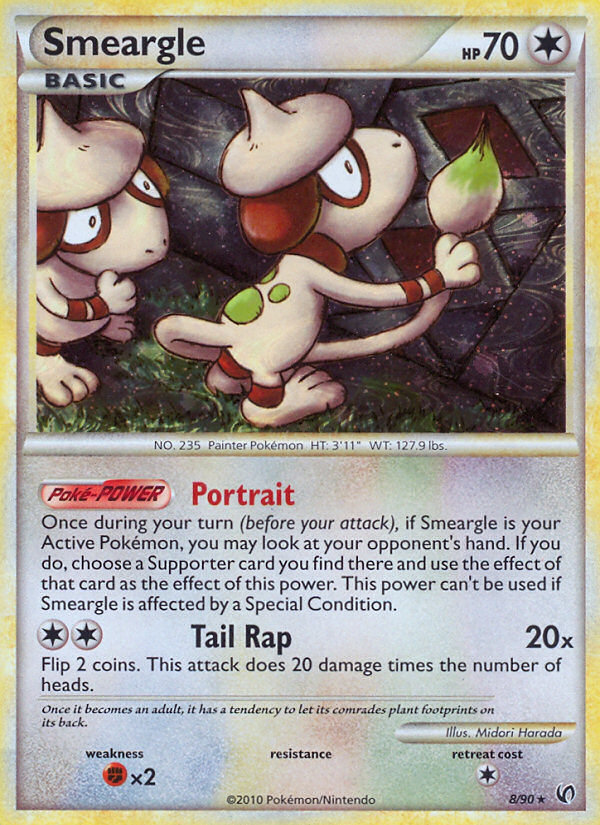 Smeargle
HP 70
BASIC
NO. 235 Painter Pokémon HT: 3'11" WT: 127.9 lbs.
Poké-POWER Portrait
Once during your turn (before your attack), if Smeargle is your
Active Pokémon, you may look at your opponent's hand. If you
do, choose a Supporter card you find there and use the effect of
that card as the effect of this power. This power can't be used if
Smeargle is affected by a Special Condition.
Tail Rap 20x
Flip 2 coins. This attack does 20 damage times the number of
heads.
Once it becomes an adult, it has a tendency to let its comrades plant footprints on
its back.
Illus. Midori Harada
weakness resistance retreat cost
x2
©2010 Pokémon/Nintendo 8/90 ★